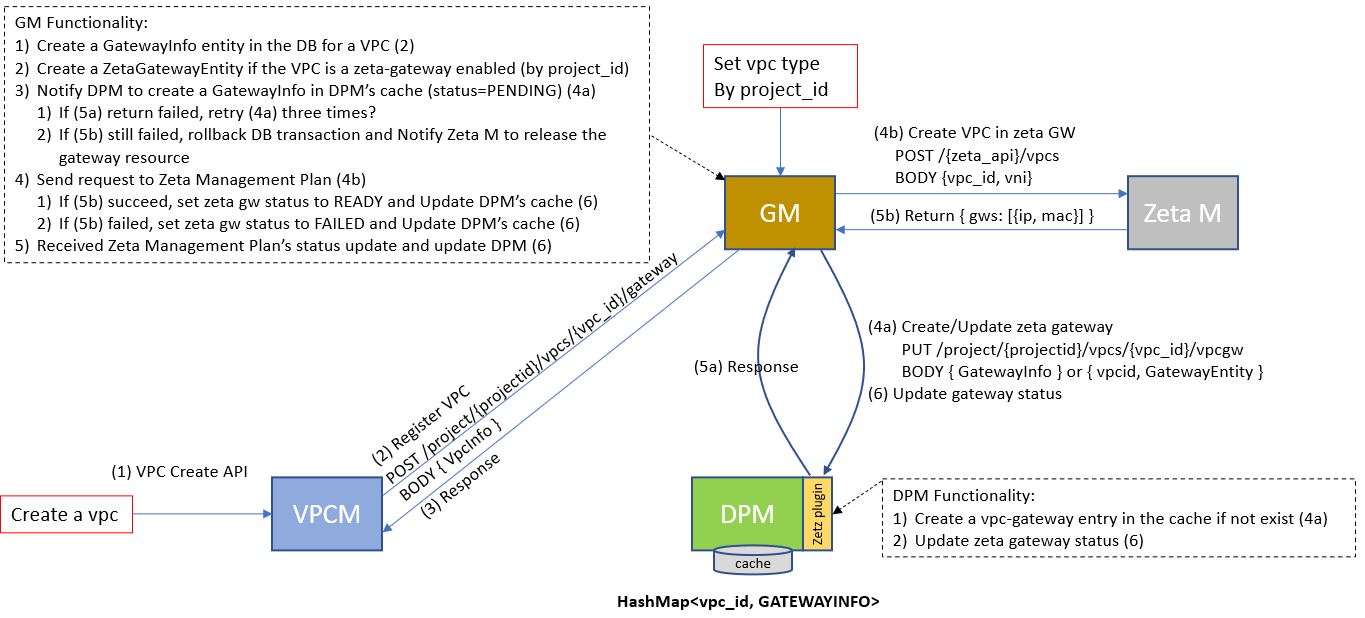 GM Functionality:
1) Create a GatewayInfo entity in the DB for a VPC (2)
2) Create a ZetaGatewayEntity if the VPC is a zeta-gateway enabled (by project_id)
3) Notify DPM to create a GatewayInfo in DPM's cache (status=PENDING) (4a)
1) If (5a) return failed, retry (4a) three times?
2) If (5b) still failed, rollback DB transaction and Notify Zeta M to release the
gateway resource
4) Send request to Zeta Management Plan (4b)
1) If (5b) succeed, set zeta gw status to READY and Update DPM's cache (6)
2) If (5b) failed, set zeta gw status to FAILED and Update DPM's cache (6)
5) Received Zeta Management Plan's status update and update DPM (6)
Set vpc type
By project_id
(4b) Create VPC in zeta GW
POST /{zeta_api}/vpcs
BODY {vpc_id, vni}
GM
Zeta M
(5b) Return { gws: [{ip, mac}] }
(2) Register VPC
POST /project/{projectid}/vpcs/{vpc_id}/gateway
BODY { VpcInfo }
(3) Response
(5a) Response
(4a) Create/Update zeta gateway
PUT /project/{projectid}/vpcs/{vpc_id}/vpcgw
BODY { GatewayInfo } or { vpcid, GatewayEntity }
(6) Update gateway status
(1) VPC Create API
Create a vpc
VPCM
DPM
Zetz plugin
cache
HashMap<vpc_id, GATEWAYINFO>
DPM Functionality:
1) Create a vpc-gateway entry in the cache if not exist (4a)
2) Update zeta gateway status (6)